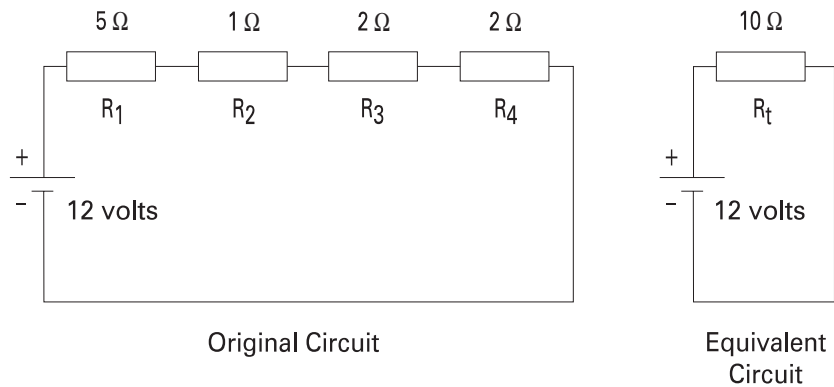 5 Ω 1 Ω 2 Ω 2 Ω 10 Ω
R1 R2 R3 R4 Rt
+ +
– 12 volts – 12 volts
Original Circuit Equivalent
Circuit